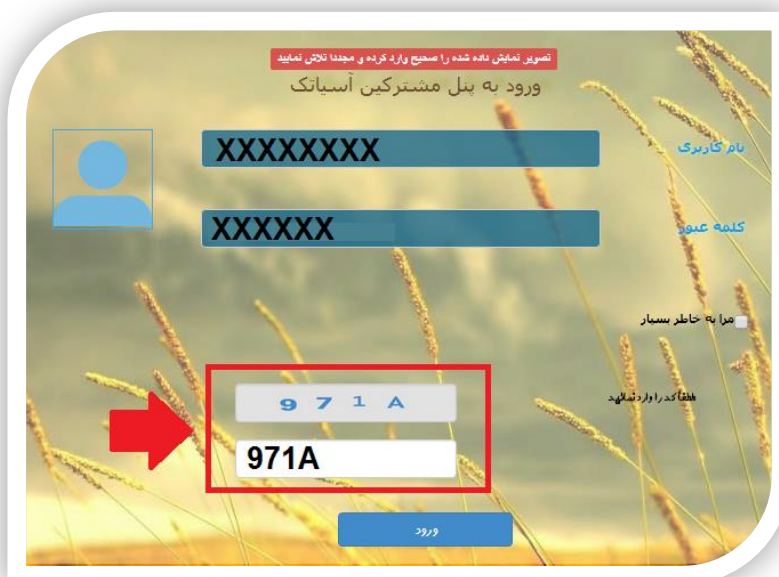 تصویر نمایش داده شده را صحیح وارد کرده و مجددا تلاش نمایید
ورود به پنل مشترکین آسیاتک
نام کاربری
XXXXXXXX
کلمه عبور
XXXXXX
مرا به خاطر بسپار
9 7 1 A
لطفا کد را وارد نمائید
971A
ورود